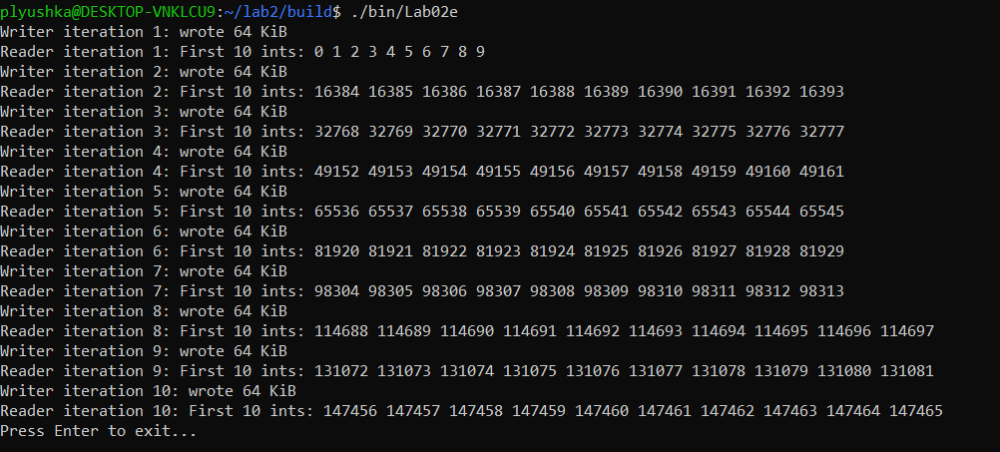 plyushka@DESKTOP-VNKLCU9:~/lab2/build$ ./bin/Lab02e
Writer iteration 1: wrote 64 KiB
Reader iteration 1: First 10 ints: 0 1 2 3 4 5 6 7 8 9
Writer iteration 2: wrote 64 KiB
Reader iteration 2: First 10 ints: 16384 16385 16386 16387 16388 16389 16390 16391 16392 16393
Writer iteration 3: wrote 64 KiB
Reader iteration 3: First 10 ints: 32768 32769 32770 32771 32772 32773 32774 32775 32776 32777
Writer iteration 4: wrote 64 KiB
Reader iteration 4: First 10 ints: 49152 49153 49154 49155 49156 49157 49158 49159 49160 49161
Writer iteration 5: wrote 64 KiB
Reader iteration 5: First 10 ints: 65536 65537 65538 65539 65540 65541 65542 65543 65544 65545
Writer iteration 6: wrote 64 KiB
Reader iteration 6: First 10 ints: 81920 81921 81922 81923 81924 81925 81926 81927 81928 81929
Writer iteration 7: wrote 64 KiB
Reader iteration 7: First 10 ints: 98304 98305 98306 98307 98308 98309 98310 98311 98312 98313
Writer iteration 8: wrote 64 KiB
Reader iteration 8: First 10 ints: 114688 114689 114690 114691 114692 114693 114694 114695 114696 114697
Writer iteration 9: wrote 64 KiB
Reader iteration 9: First 10 ints: 131072 131073 131074 131075 131076 131077 131078 131079 131080 131081
Writer iteration 10: wrote 64 KiB
Reader iteration 10: First 10 ints: 147456 147457 147458 147459 147460 147461 147462 147463 147464 147465
Press Enter to exit...